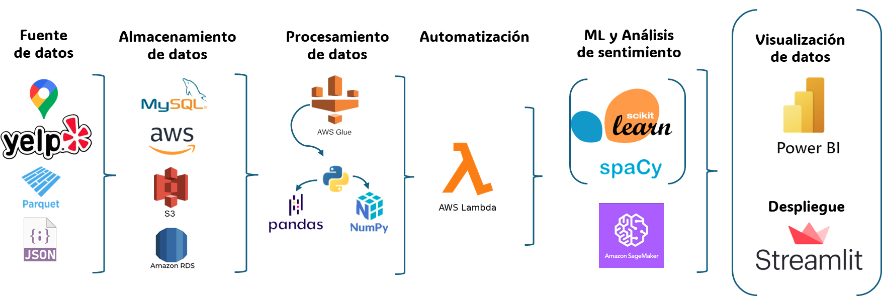 Fuente
de datos
yelp
Parquet
{8}
JSON
Almacenamiento
de datos
MySQL
aws
S3
Amazon RDS
Procesamiento
de datos
AWS Glue
pandas
NumPy
Automatización
AWS Lambda
ML y Análisis
de sentimiento
scikit
learn
spaCy
Amazon SageMaker
Visualización
de datos
Power BI
Despliegue
Streamlit